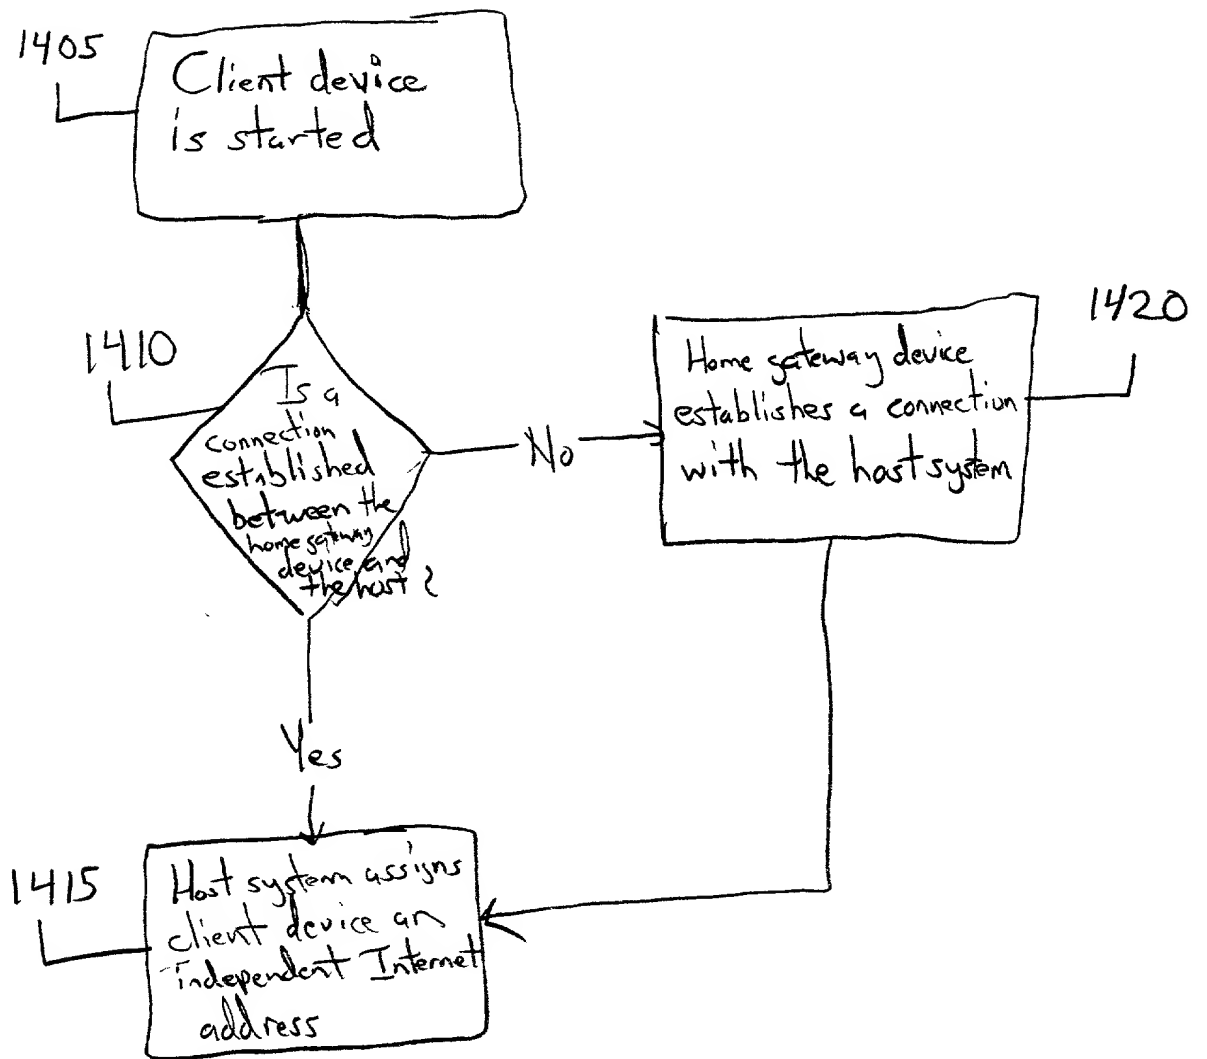 1405
Client device
is started
1410
Is a
connection
established
between the
home gateway
device and
the host ?
No
1420
Home gateway device
establishes a connection
with the host system
Yes
1415
Host system assigns
client device an
independent Internet
address